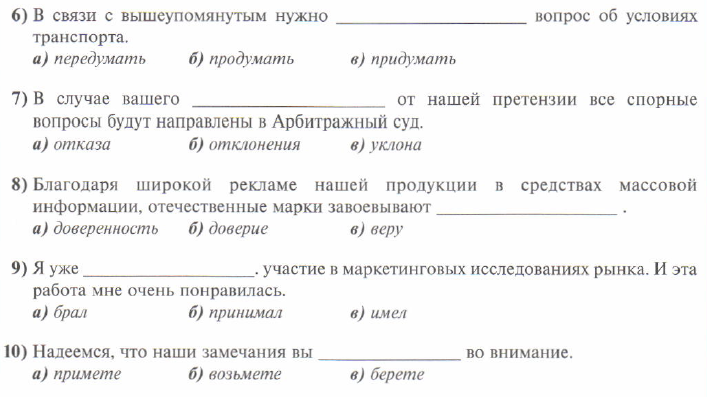 6) В связи с вышеупомянутым нужно ____________________ вопрос об условиях
транспорта.
а) передумать б) продумать в) придумать
7) В случае вашего ____________________ от нашей претензии все спорные
вопросы будут направлены в Арбитражный суд.
а) отказа б) отклонения в) уклона
8) Благодаря широкой рекламе нашей продукции в средствах массовой
информации, отечественные марки завоевывают ____________________ .
а) доверенность б) доверие в) веру
9) Я уже ____________________. участие в маркетинговых исследованиях рынка. И эта
работа мне очень понравилась.
а) брал б) принимал в) имел
10) Надеемся, что наши замечания вы ________________ во внимание.
а) примете б) возьмете в) берете